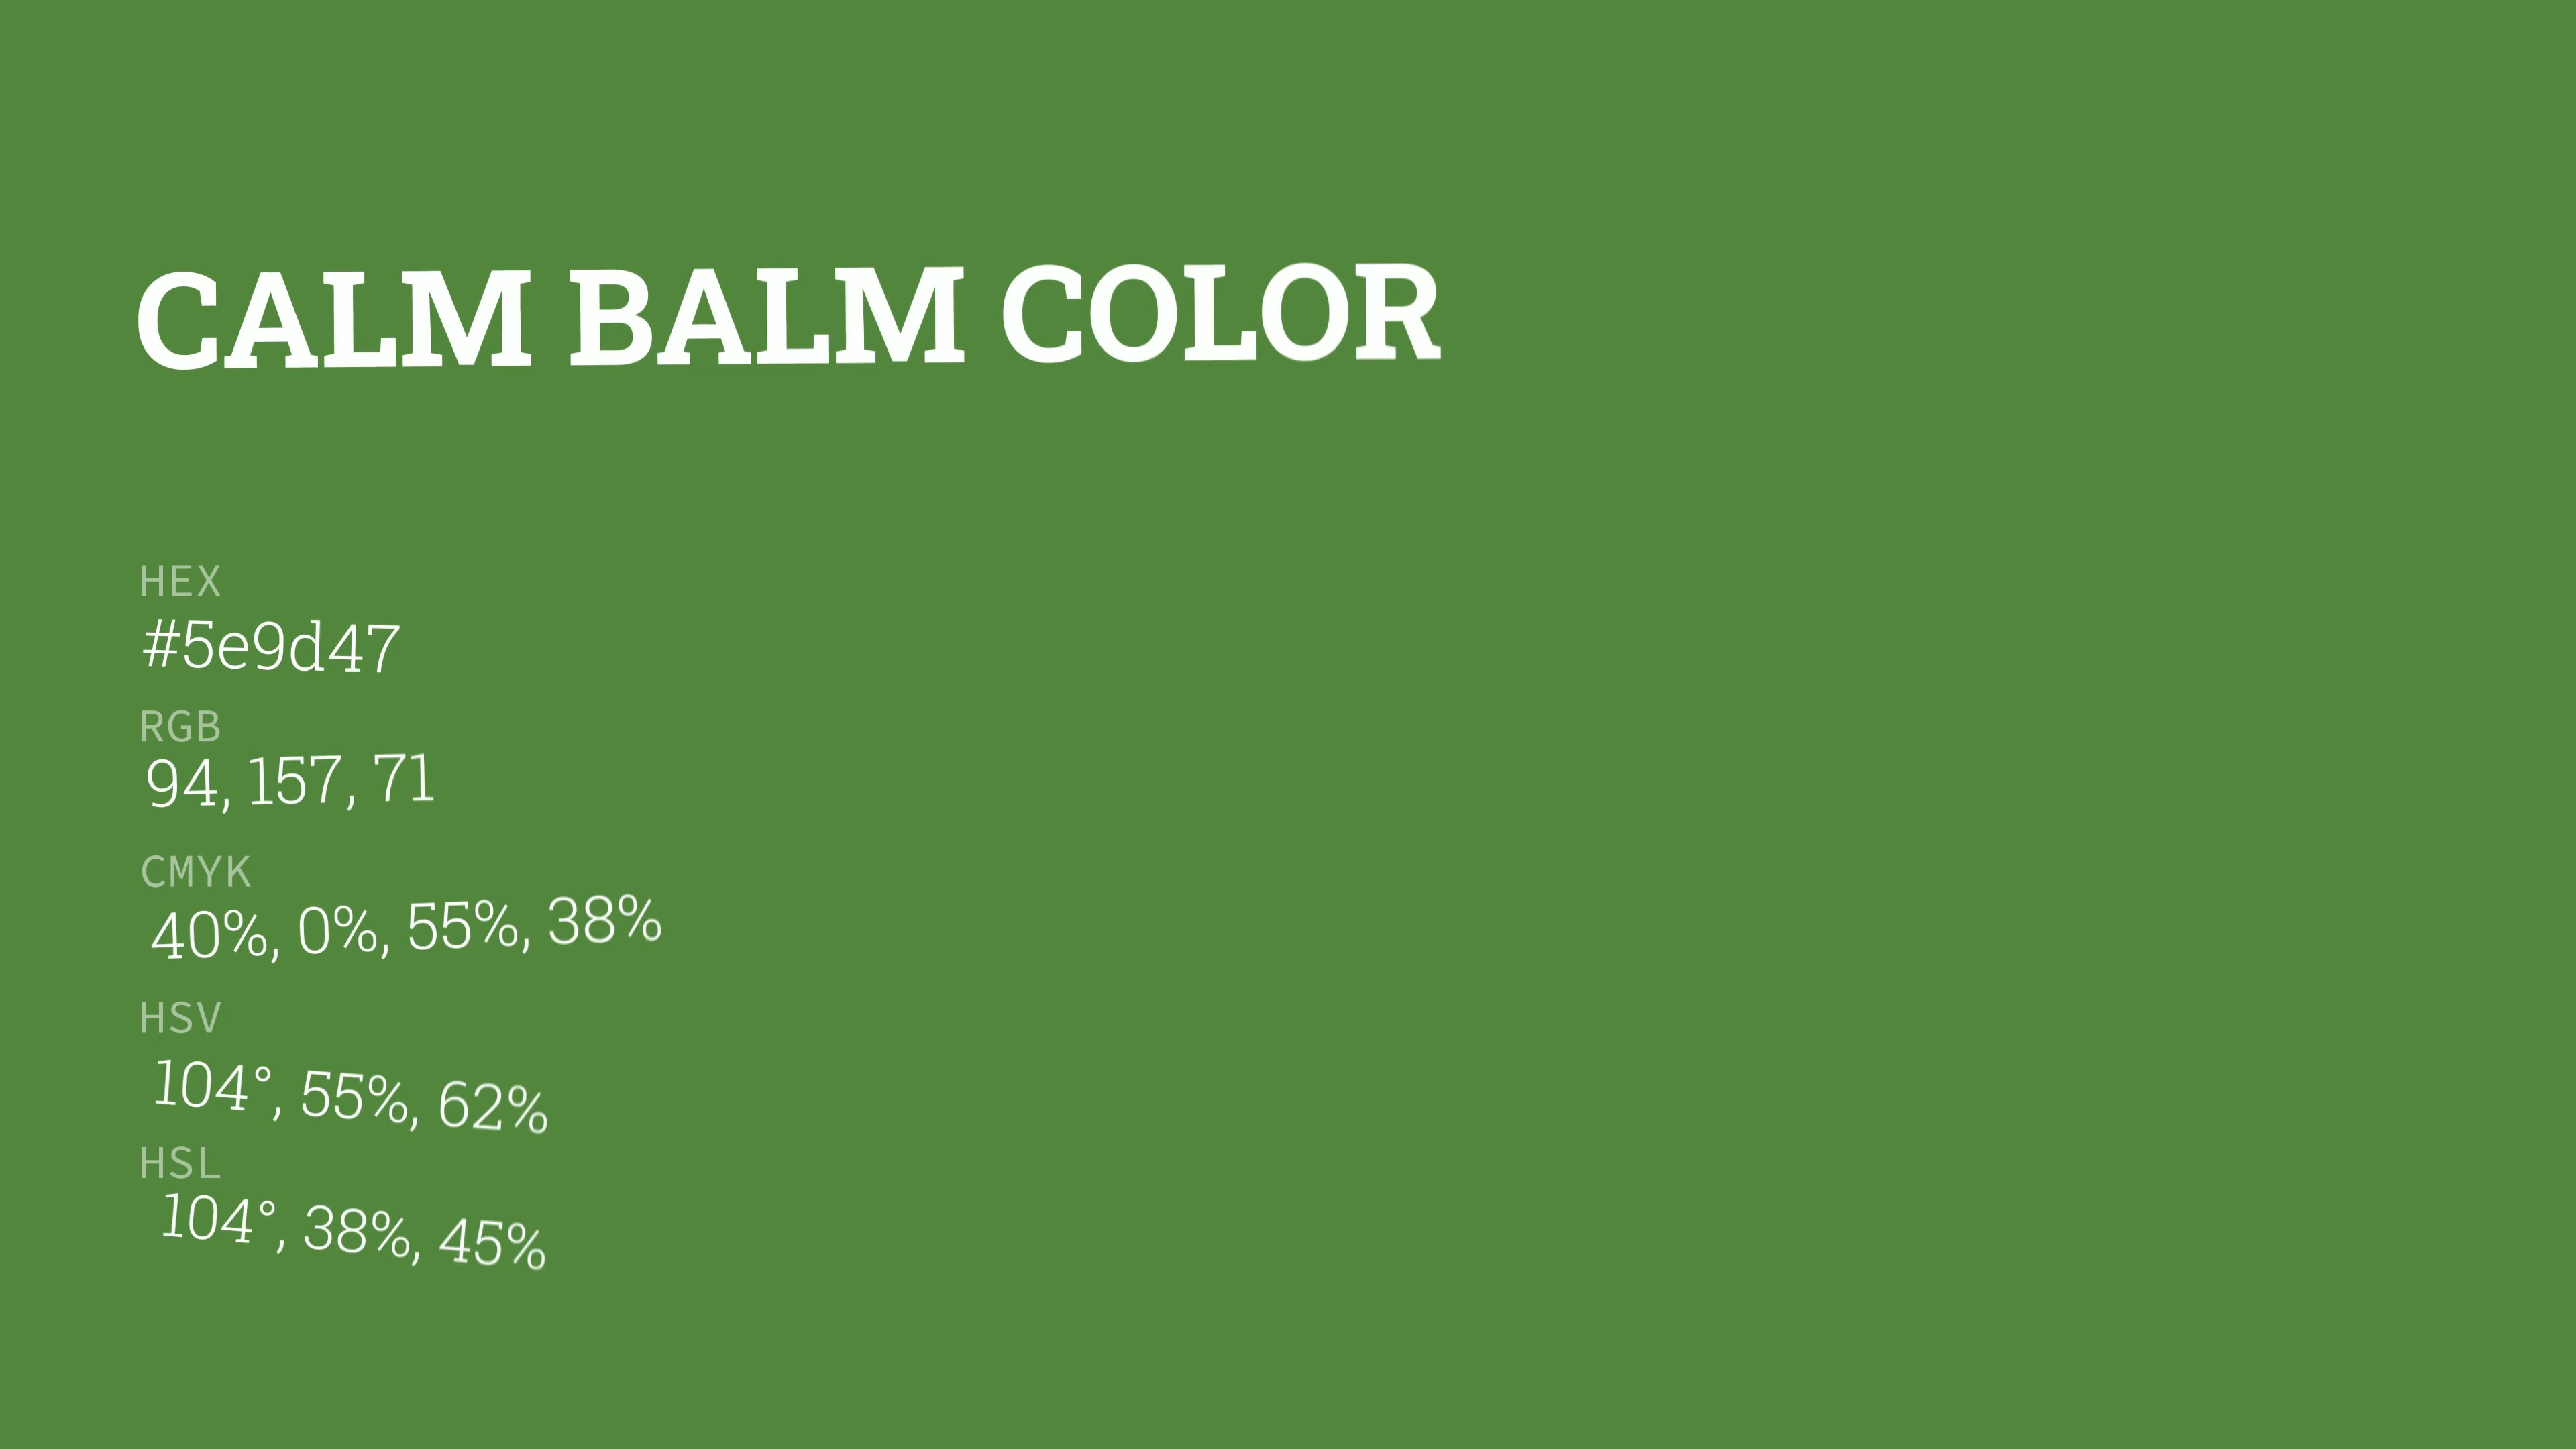 CALM BALM COLOR
HEX
#5e9d47
RGB
94, 157, 71
CMYK
40%, 0%, 55%, 38%
HSV
104°, 55%, 62%
HSL
104°, 38%, 45%